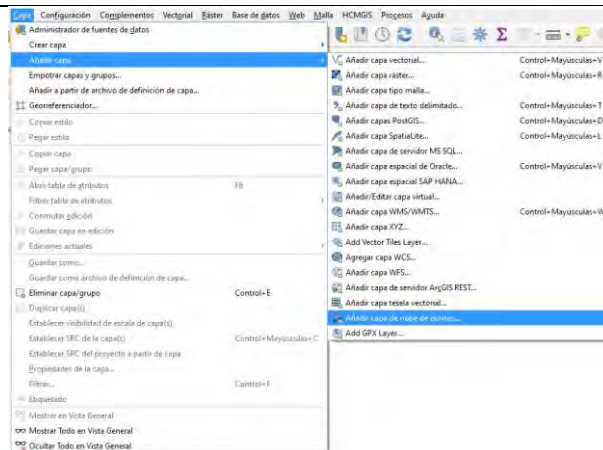 Capa Configuración Complementos Vectorial Ráster Base de datos Web Malla HCMGIS Procesos Ayuda
Administrador de fuentes de datos
Crear capa
Añadir capa
Empotrar capas y grupos...
Añadir a partir de archivo de definición de capa...
Georreferenciador...
Copiar estilo
Pegar estilo
Copiar capa
Pegar capa/grupo
Abrir tabla de atributos F6
Filtrar tabla de atributos
Conmutar edición
Guardar capa en edición
Ediciones actuales
Guardar como...
Guardar como archivo de definición de capa...
Eliminar capa/grupo Control+E
Duplicar capa(s)
Establecer visibilidad de escala de capa(s)
Establecer SRC de la capa(s) Control+Mayúsculas+C
Establecer SRC del proyecto a partir de capa
Propiedades de la capa...
Filtrar... Control+F
Etiquetado
Mostrar en Vista General
Mostrar Todo en Vista General
Ocultar Todo en Vista General
Añadir capa vectorial... Control+Mayúsculas+V
Añadir capa ráster... Control+Mayúsculas+R
Añadir capa tipo malla...
Añadir capa de texto delimitado... Control+Mayúsculas+T
Añadir capas PostGIS... Control+Mayúsculas+D
Añadir capa SpatiaLite... Control+Mayúsculas+L
Añadir capa de servidor MS SQL...
Añadir capa espacial de Oracle... Control+Mayúsculas+V
Añadir capa espacial SAP HANA...
Añadir/Editar capa virtual...
Añadir capa WMS/WMTS... Control+Mayúsculas+W
Añadir capa XYZ...
Add Vector Tiles Layer...
Agregar capa WCS...
Añadir capa WFS...
Añadir capa de servidor ArcGIS REST...
Añadir capa tesela vectorial...
Añadir capa de nube de puntos...
Add GPX Layer...